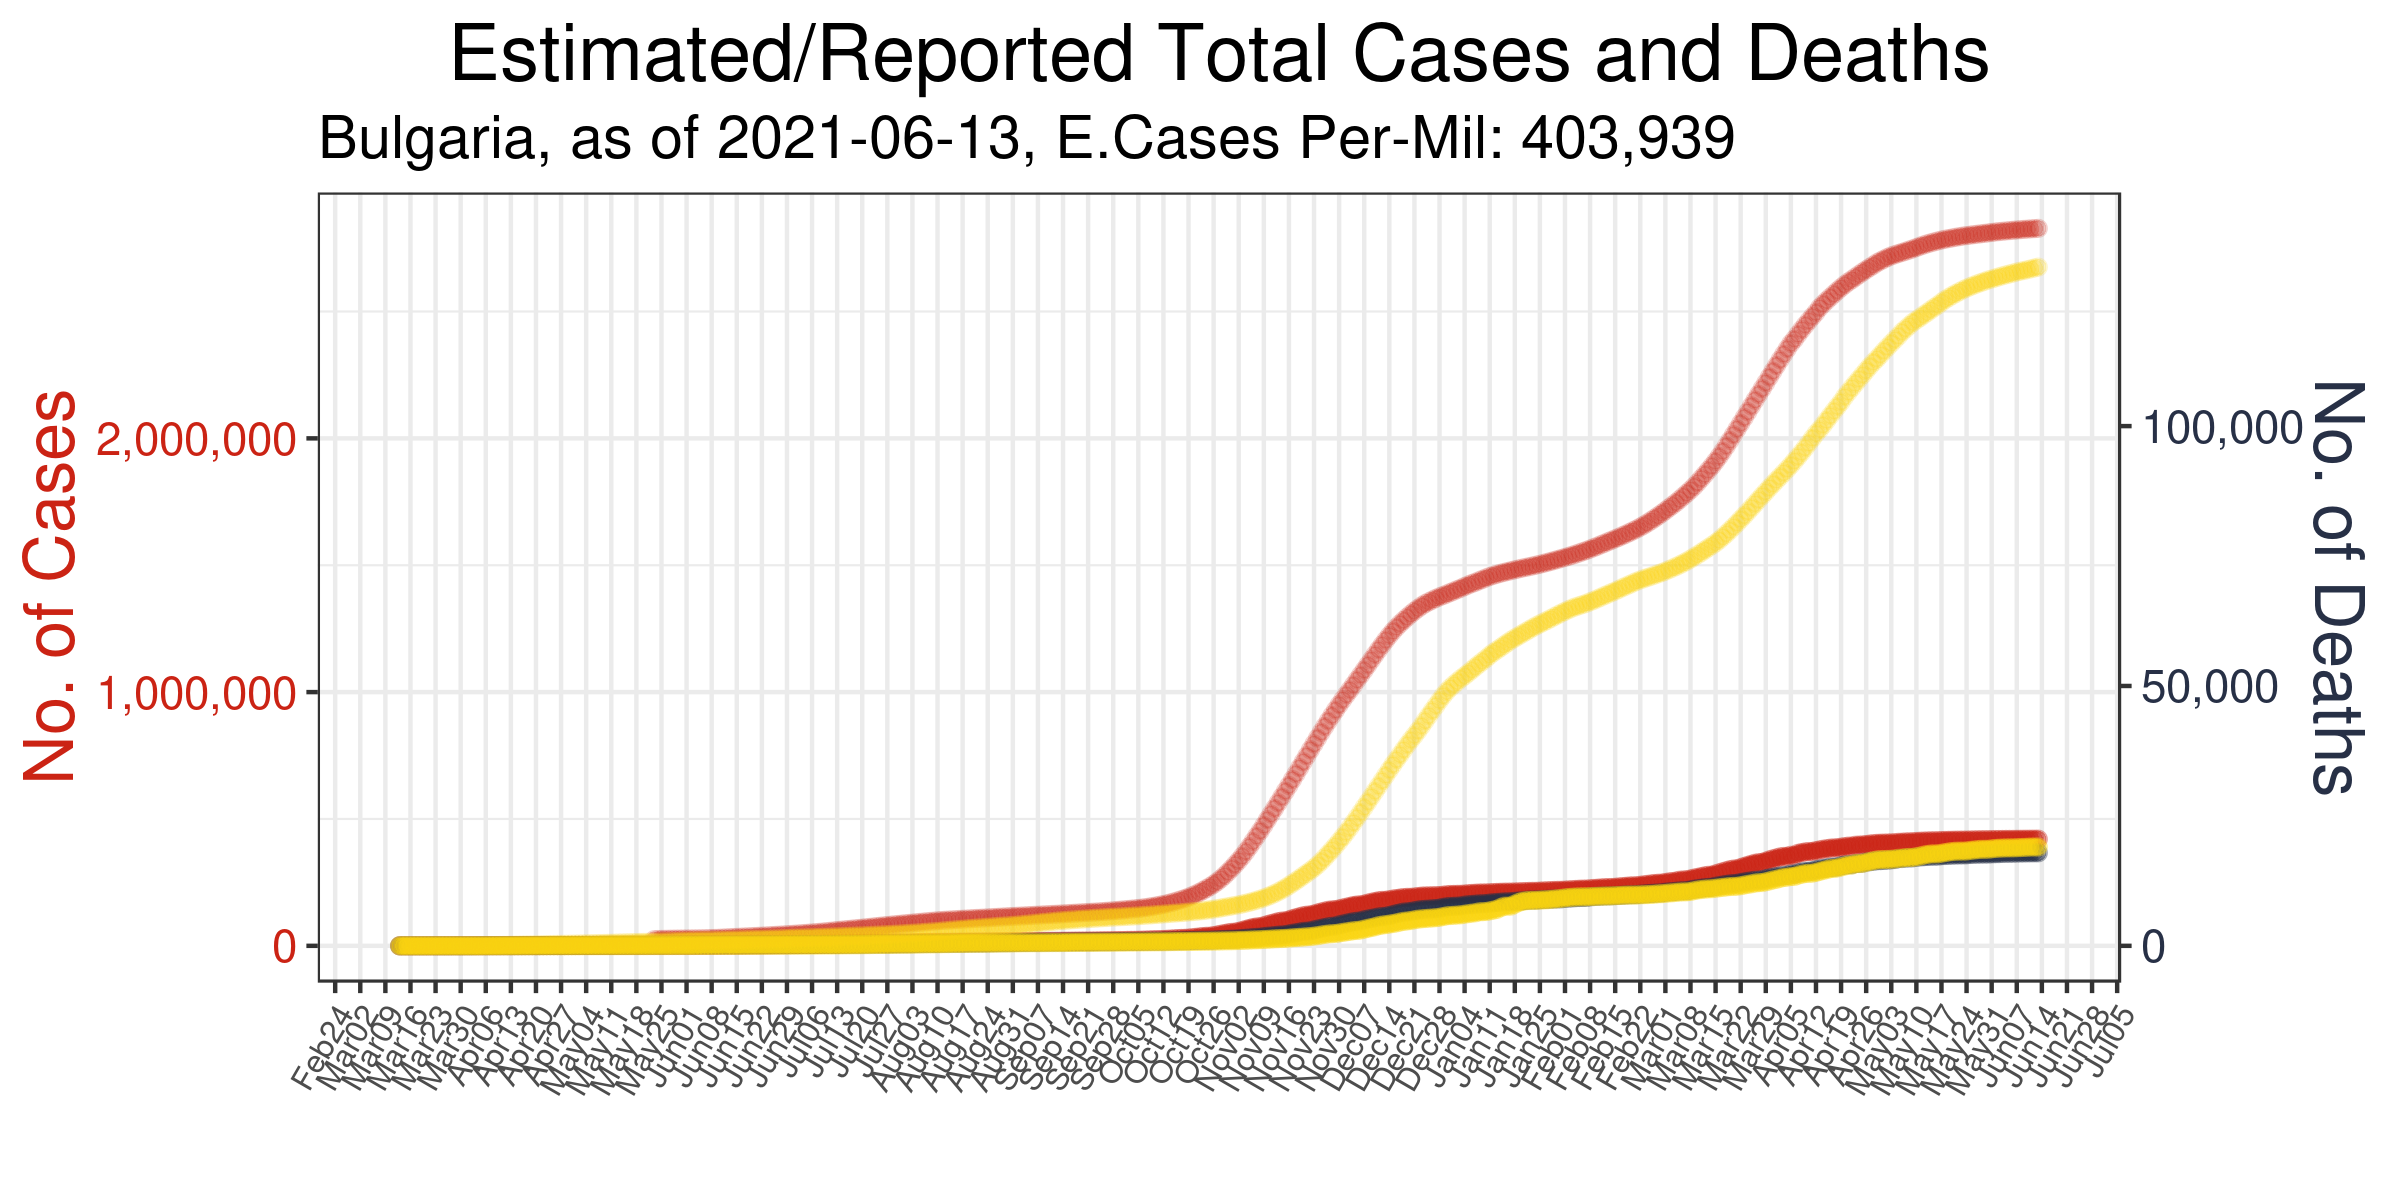 Estimated/Reported Total Cases and Deaths
Bulgaria, as of 2021-06-13, E.Cases Per-Mil: 403,939
No. of Cases
2,000,000
1,000,000
0
100,000
50,000
0
No. of Deaths
Feb24
Mar02
Mar09
Mar16
Mar23
Mar30
Apr06
Apr13
Apr20
Apr27
May04
May11
May18
May25
Jun01
Jun08
Jun15
Jun22
Jun29
Jul06
Jul13
Jul20
Jul27
Aug03
Aug10
Aug17
Aug24
Aug31
Sep07
Sep14
Sep21
Sep28
Oct05
Oct12
Oct19
Oct26
Nov02
Nov09
Nov16
Nov23
Nov30
Dec07
Dec14
Dec21
Dec28
Dec04
Jan11
Jan18
Jan25
Feb01
Feb08
Feb15
Feb22
Mar01
Mar08
Mar15
Mar22
Mar29
Apr05
Apr12
Apr19
Apr26
May03
May10
May17
May24
May31
Jun07
Jun14
Jun21
Jun28
Jul05